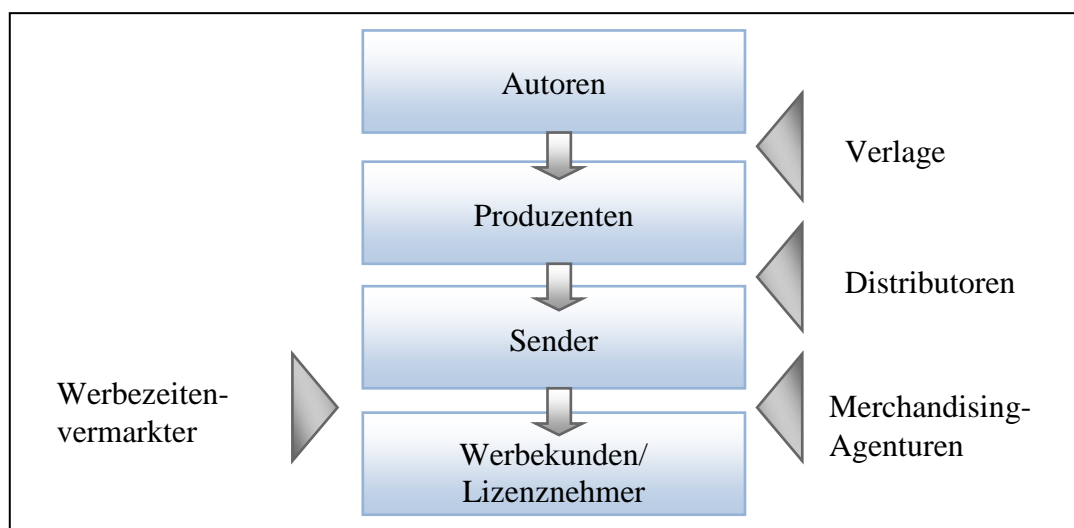 Autoren
Verlage
Produzenten
Distributoren
Sender
Werbezeiten-
vermarkter
Merchandising-
Agenturen
Werbekunden/
Lizenznehmer